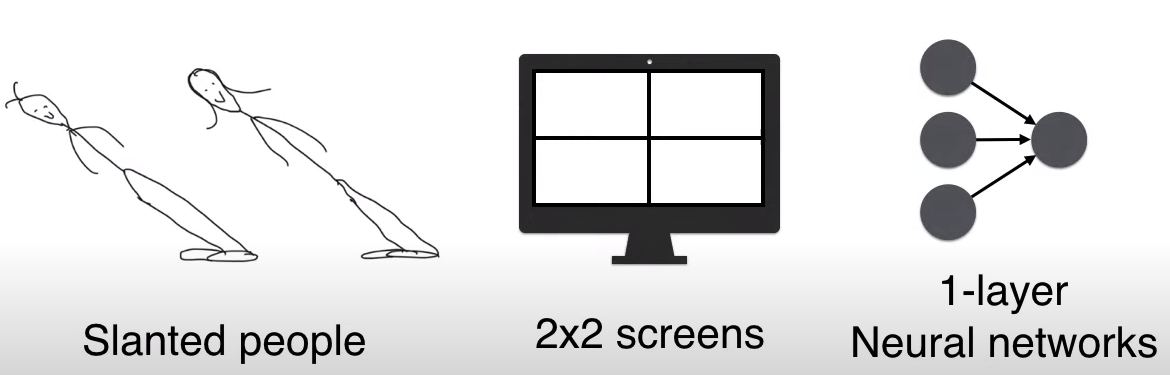 Slanted people
2x2 screens
1-layer
Neural networks